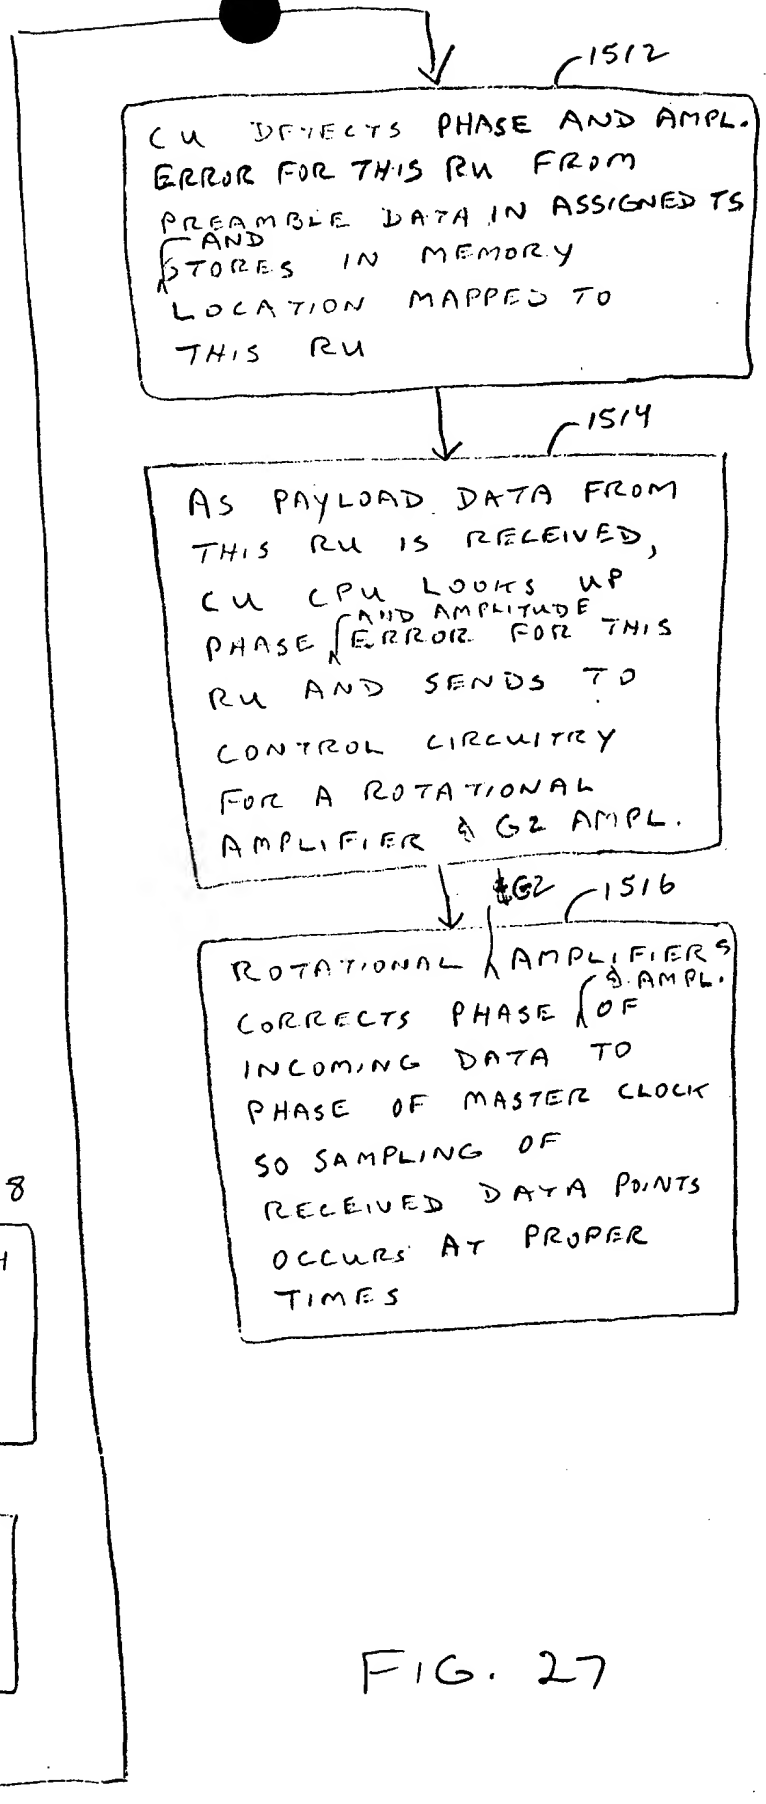 1512
CU DETECTS PHASE AND AMPL.
ERROR FOR THIS RU FROM
PREAMBLE DATA IN ASSIGNED TS
AND
STORES IN MEMORY
LOCATION MAPPED TO
THIS RU
1514
AS PAYLOAD DATA FROM
THIS RU IS RECEIVED,
CU CPU LOOKS UP
AND AMPLITUDE
PHASE ERROR FOR THIS
RU AND SENDS TO
CONTROL CIRCUITRY
FOR A ROTATIONAL
AMPLIFIER & G2 AMPL.
&G2
1516
ROTATIONAL AMPLIFIERS
& AMPL.
CORRECTS PHASE OF
INCOMING DATA TO
PHASE OF MASTER CLOCK
SO SAMPLING OF
RECEIVED DATA POINTS
OCCURS AT PROPER
TIMES
8
FIG. 27